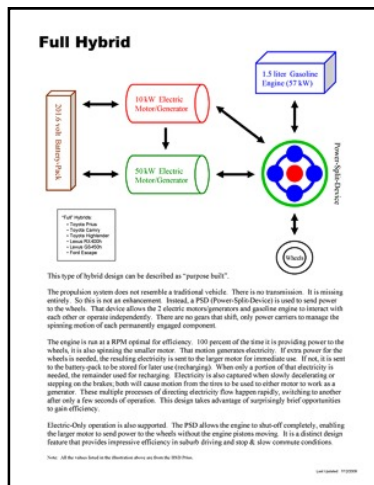 Full Hybrid
1.5 liter Gasoline
Engine (57 kW)
10 kW Electric
Motor/Generator
201.6 volt Battery-Pack
50 kW Electric
Motor/Generator
Power-Split-Device
"Full" Hybrids
• Toyota Prius
• Toyota Camry
• Toyota Highlander
• Lexus RX-400h
• Lexus GS-450h
• Ford Escape
Wheels
This type of hybrid design can be described as "purpose built".
The propulsion system does not resemble a traditional vehicle. There is no transmission. It is missing
entirely. So this is not an enhancement. Instead, a PSD (Power-Split-Device) is used to send power
to the wheels. That device allows the 2 electric motors/generators and gasoline engine to interact with
each other or operate independently. There are no gears that shift, only power carriers to manage the
spinning motion of each permanently engaged component.
The engine is run at a RPM optimal for efficiency. 100 percent of the time it is providing power to the
wheels, it is also spinning the smaller motor. That motion generates electricity. If extra power for the
wheels is needed, the resulting electricity is sent to the larger motor for immediate use. If not, it is sent
to the battery-pack to be stored for later use (recharging). When only a portion of that electricity is
needed, the remainder used for recharging. Electricity is also captured when slowly decelerating or
stepping on the brakes, both will cause motion from the tires to be used to either motor to work as a
generator. These multiple processes of directing electricity flow happen rapidly, switching to another
after only a few seconds of operation. This design takes advantage of surprisingly brief opportunities
to gain efficiency.
Electric-Only operation is also supported. The PSD allows the engine to shut-off completely, enabling
the larger motor to send power to the wheels without the engine pistons moving. It is a distinct design
feature that provides impressive efficiency in suburb driving and stop & slow commute conditions.
Note: All the values listed in the illustration above are from the HSD Prius.
Last Updated: